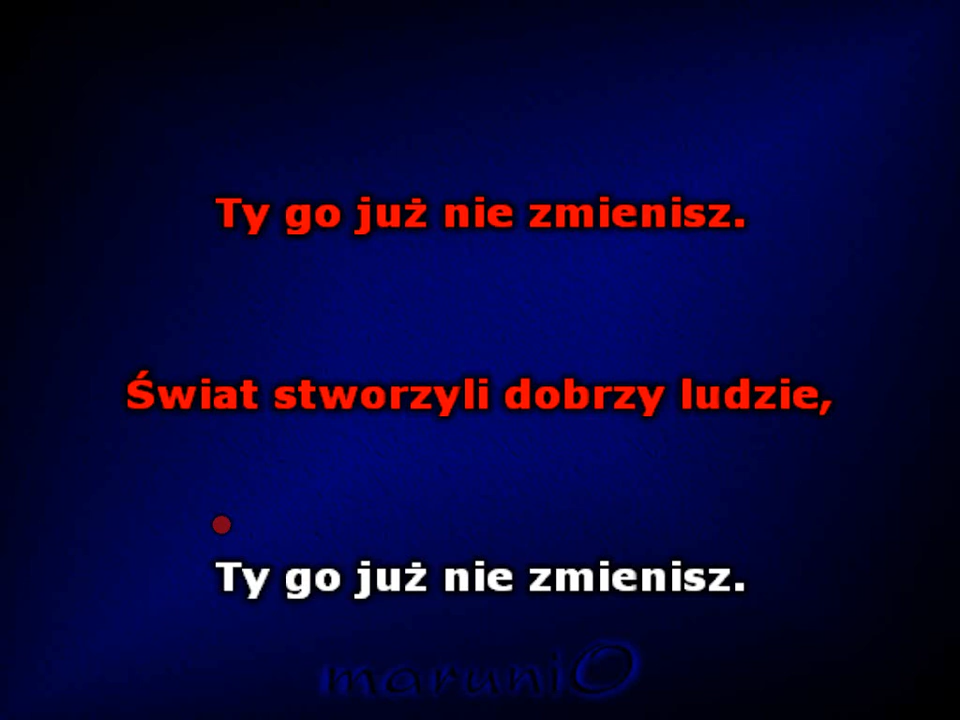 Ty go już nie zmienisz.
Świat stworzyli dobrzy ludzie,
Ty go już nie zmienisz.
maruniO